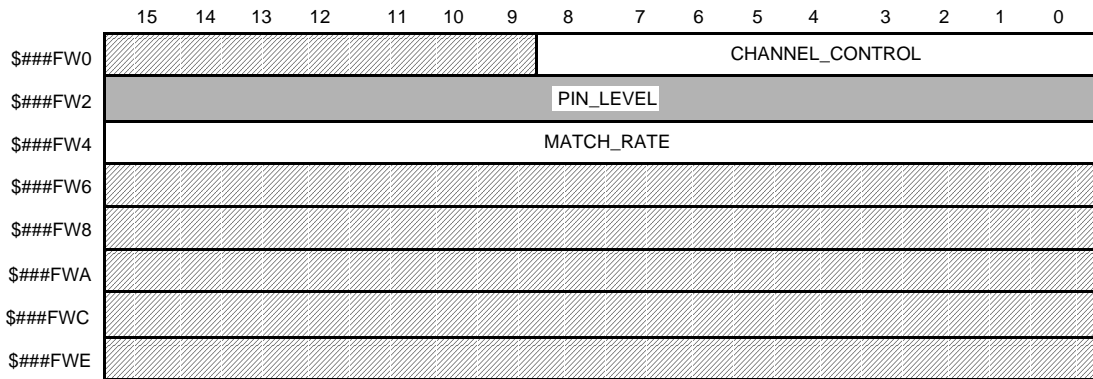 15 14 13 12 11 10 9 8 7 6 5 4 3 2 1 0
$###FW0 CHANNEL_CONTROL
$###FW2 PIN_LEVEL
$###FW4 MATCH_RATE
$###FW6
$###FW8
$###FWA
$###FWC
$###FWE